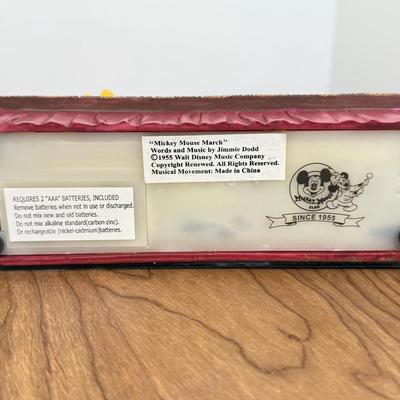 "Mickey Mouse March"
Words and Music by Jimmie Dodd
©1955 Walt Disney Music Company
Copyright Renewed. All Rights Reserved.
Musical Movement: Made in China
REQUIRES 2 "AAA" BATTERIES, INCLUDED
Remove batteries when not in use or discharged.
Do not mix new and old batteries.
Do not mix alkaline standard(carbon-zinc).
Or rechargeable (nickel-cadmium)batteries.
Mickey Mouse
CLUB
SINCE 1955